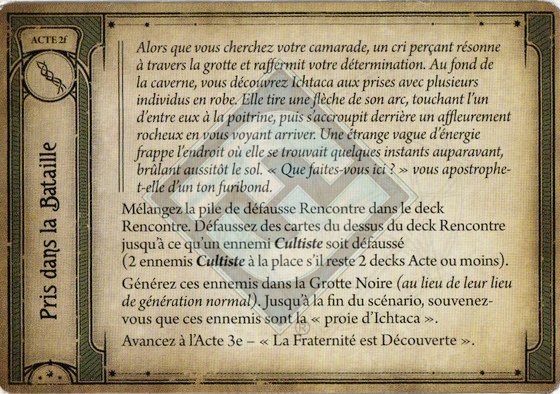 ACTE 2f
Pris dans la Bataille
Alors que vous cherchez votre camarade, un cri perçant résonne
à travers la grotte et raffermit votre détermination. Au fond de
la caverne, vous découvrez Ichtaca aux prises avec plusieurs
individus en robe. Elle tire une flèche de son arc, touchant l'un
d'entre eux à la poitrine, puis s'accroupit derrière un affleurement
rocheux en vous voyant arriver. Une étrange vague d'énergie
frappe l'endroit où elle se trouvait quelques instants auparavant,
brûlant aussitôt le sol. « Que faites-vous ici ? » vous apostrophe-
t-elle d'un ton furibond.
Mélangez la pile de défausse Rencontre dans le deck
Rencontre. Défaussez des cartes du dessus du deck Rencontre
jusqu'à ce qu'un ennemi Cultiste soit défaussé
(2 ennemis Cultiste à la place s'il reste 2 decks Acte ou moins).
Générez ces ennemis dans la Grotte Noire (au lieu de leur lieu
de génération normal). Jusqu'à la fin du scénario, souvenez-
vous que ces ennemis sont la « proie d'Ichtaca ».
Avancez à l'Acte 3e – « La Fraternité est Découverte ».
®